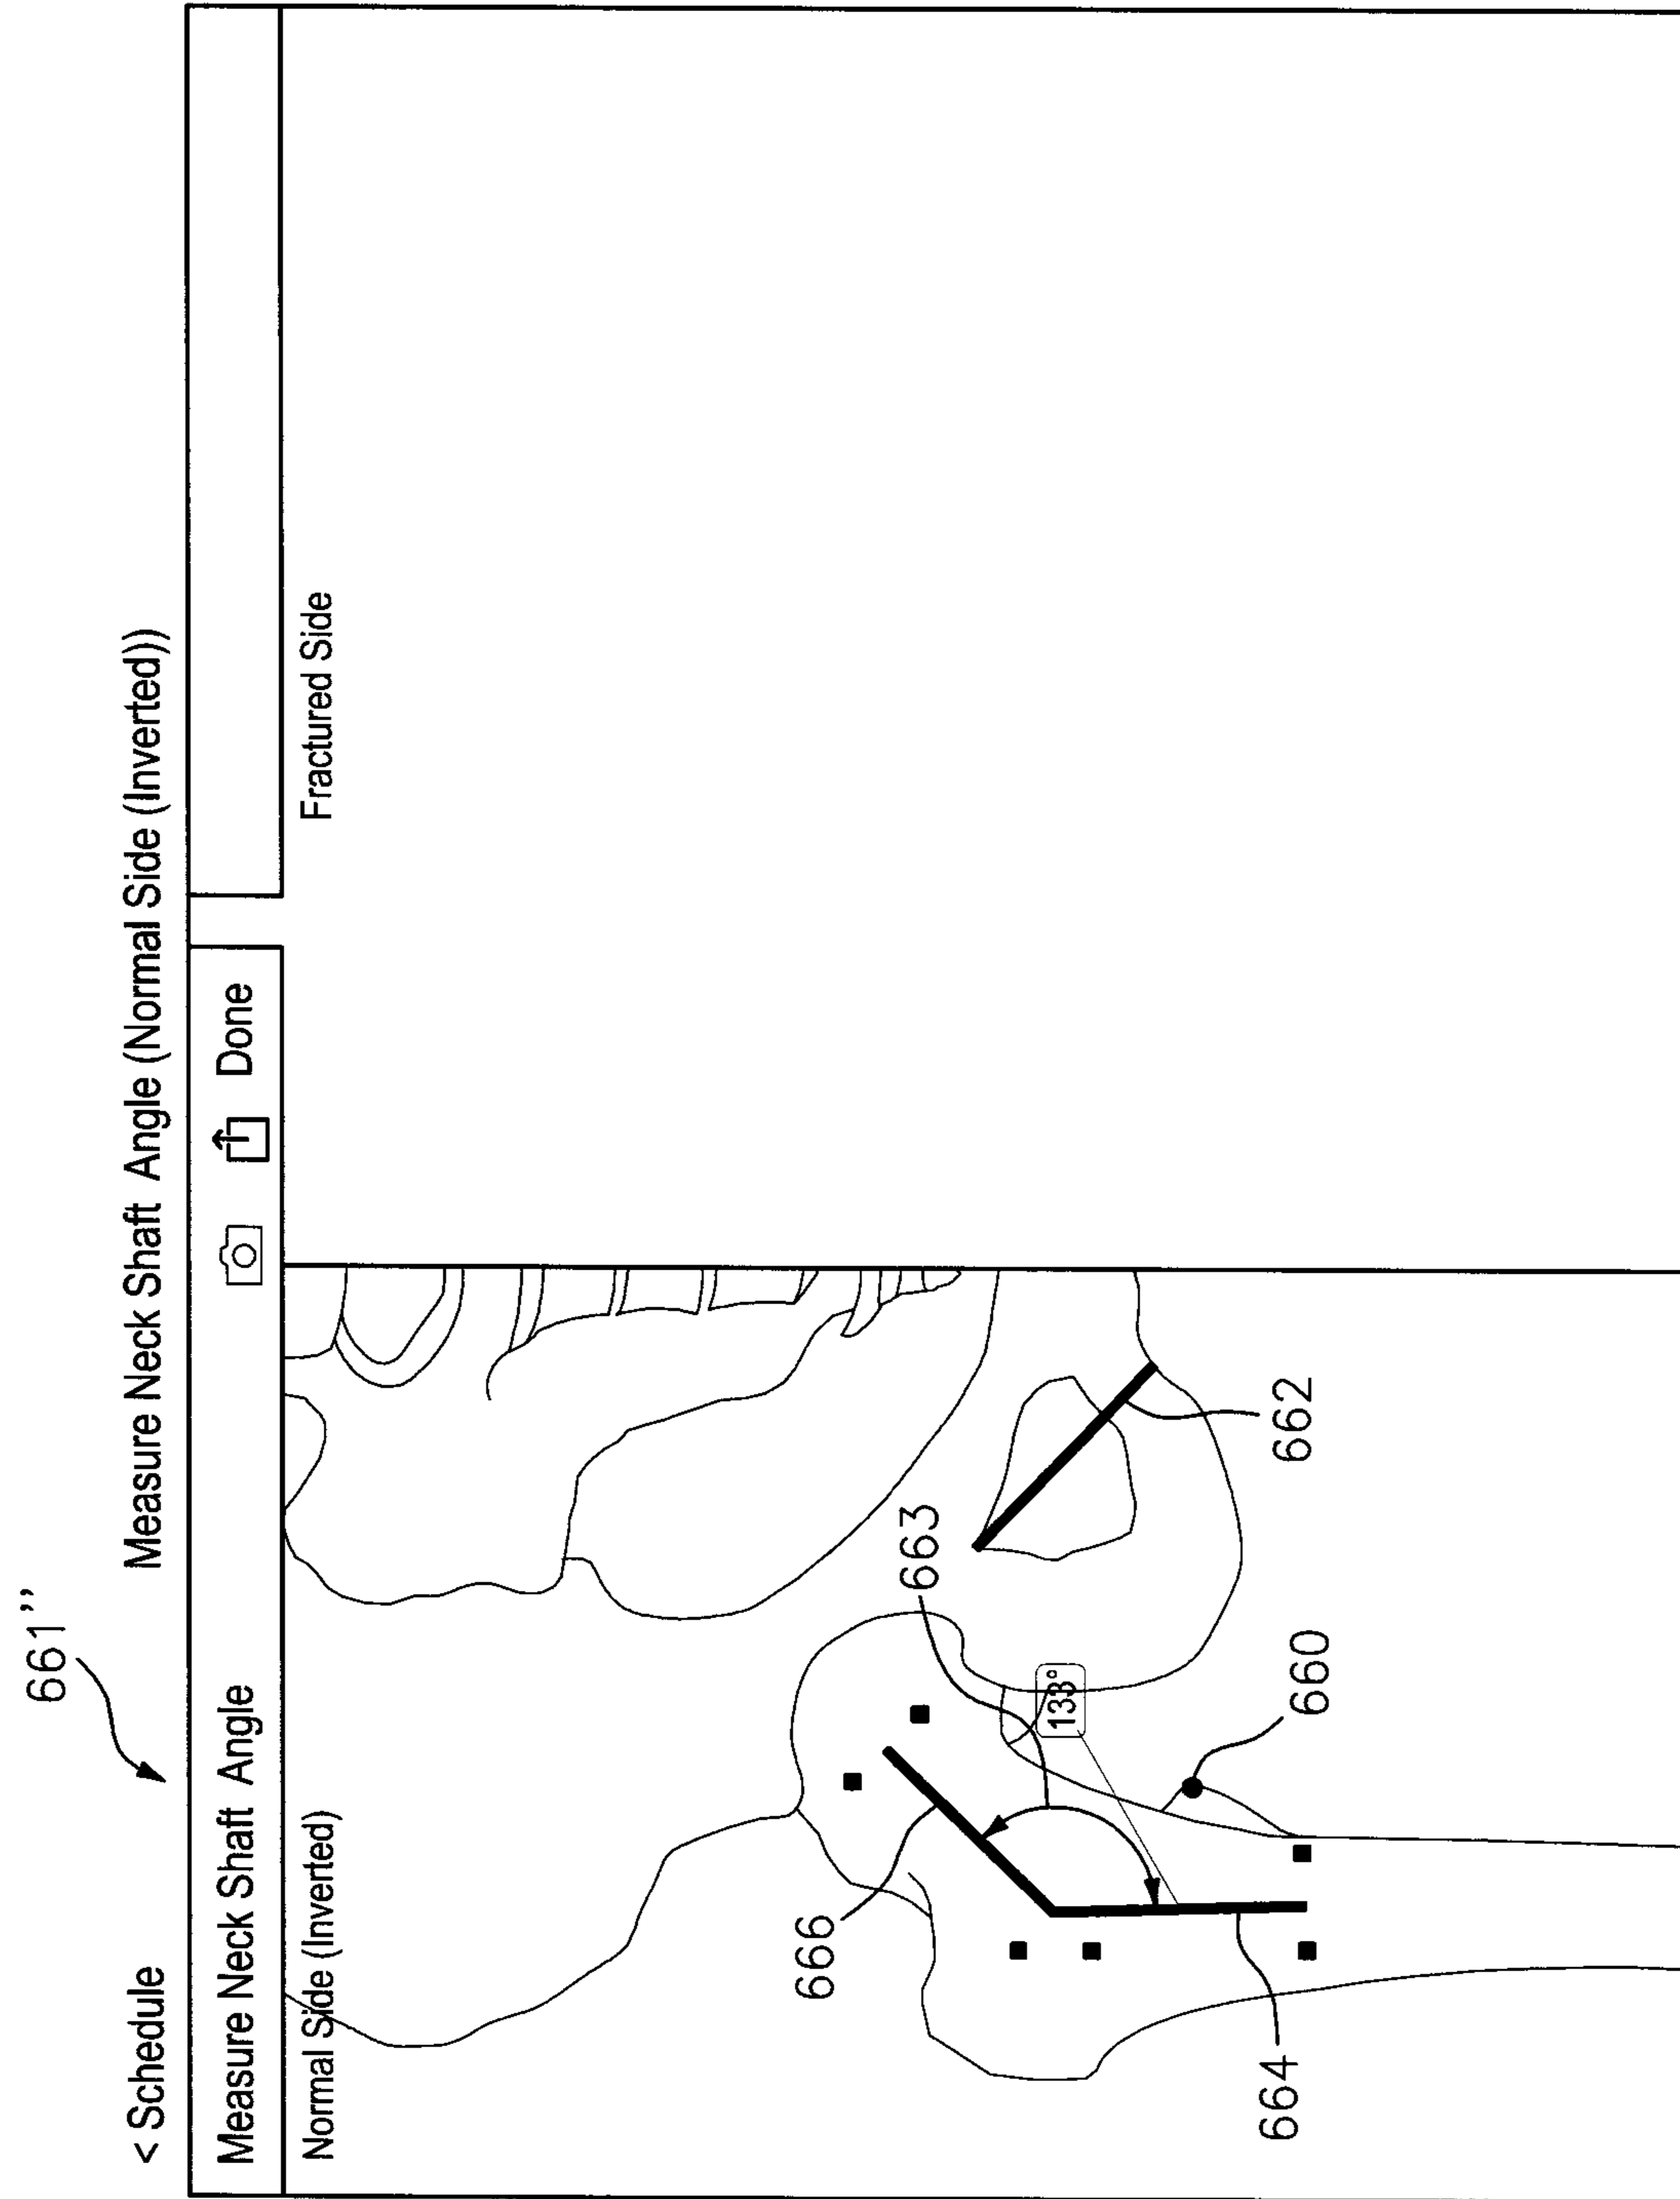 661”
< Schedule
Measure Neck Shaft Angle (Normal Side (Inverted))
Measure Neck Shaft Angle
Done
Normal Side (Inverted)
Fractured Side
666
663
133°
664
660
662